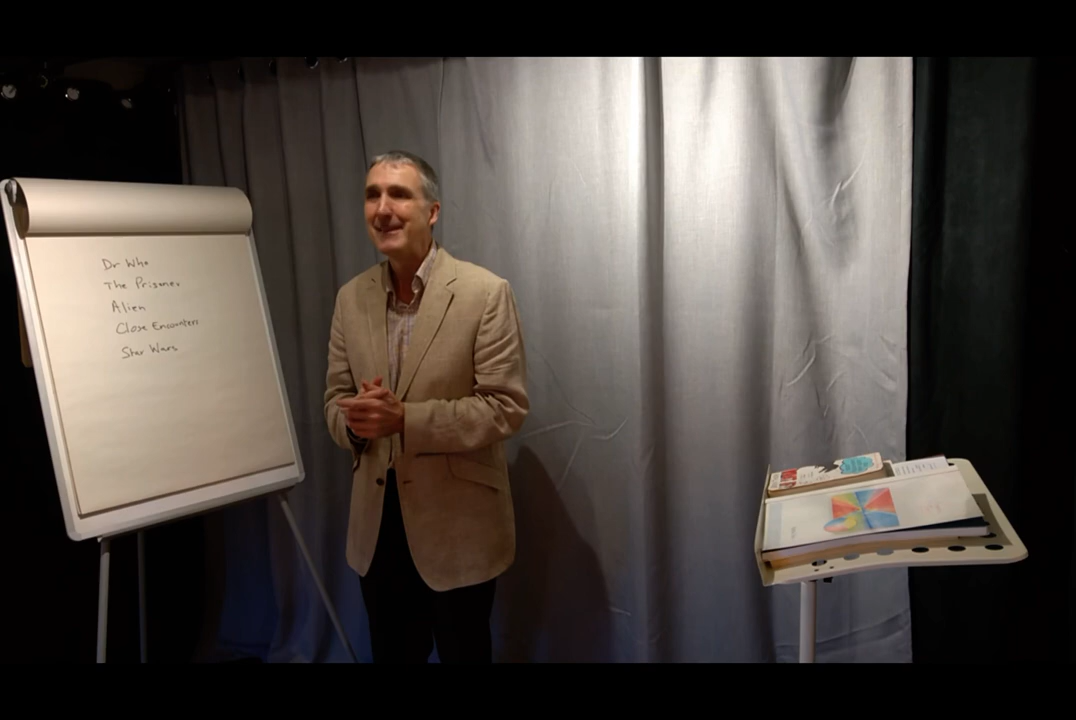 Dr Who
The Prisoner
Alien
Close Encounters
Star Wars